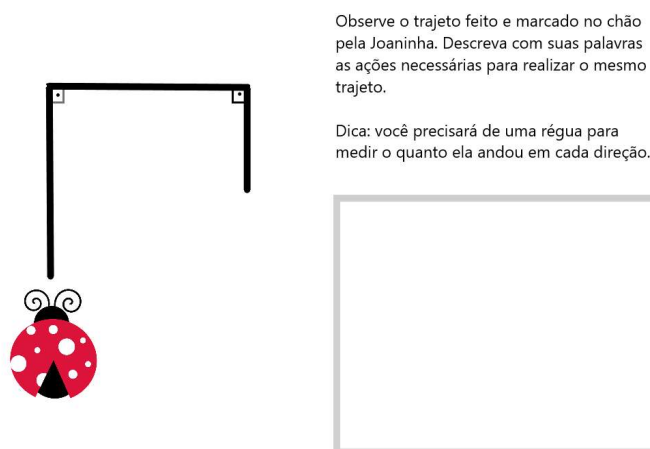 Observe o trajeto feito e marcado no chão
pela Joaninha. Descreva com suas palavras
as ações necessárias para realizar o mesmo
trajeto.
Dica: você precisará de uma régua para
medir o quanto ela andou em cada direção.